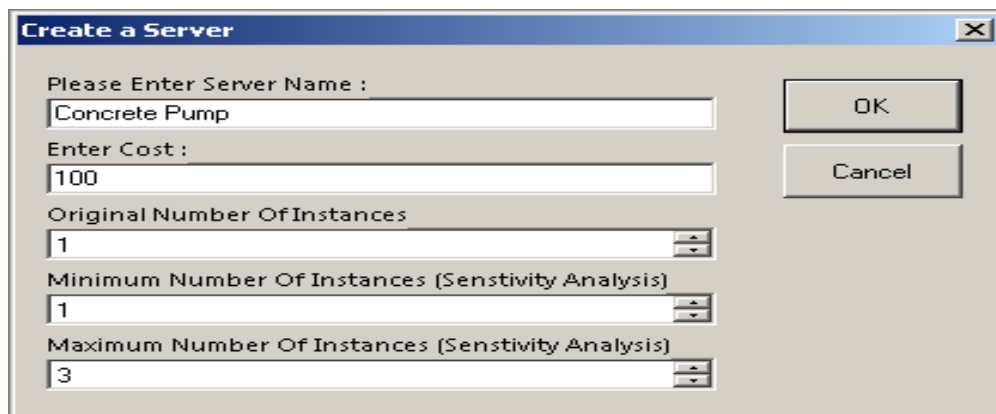 Create a Server
Please Enter Server Name :
Concrete Pump
OK
Enter Cost :
100
Cancel
Original Number Of Instances
1
Minimum Number Of Instances (Senstivity Analysis)
1
Maximum Number Of Instances (Senstivity Analysis)
3